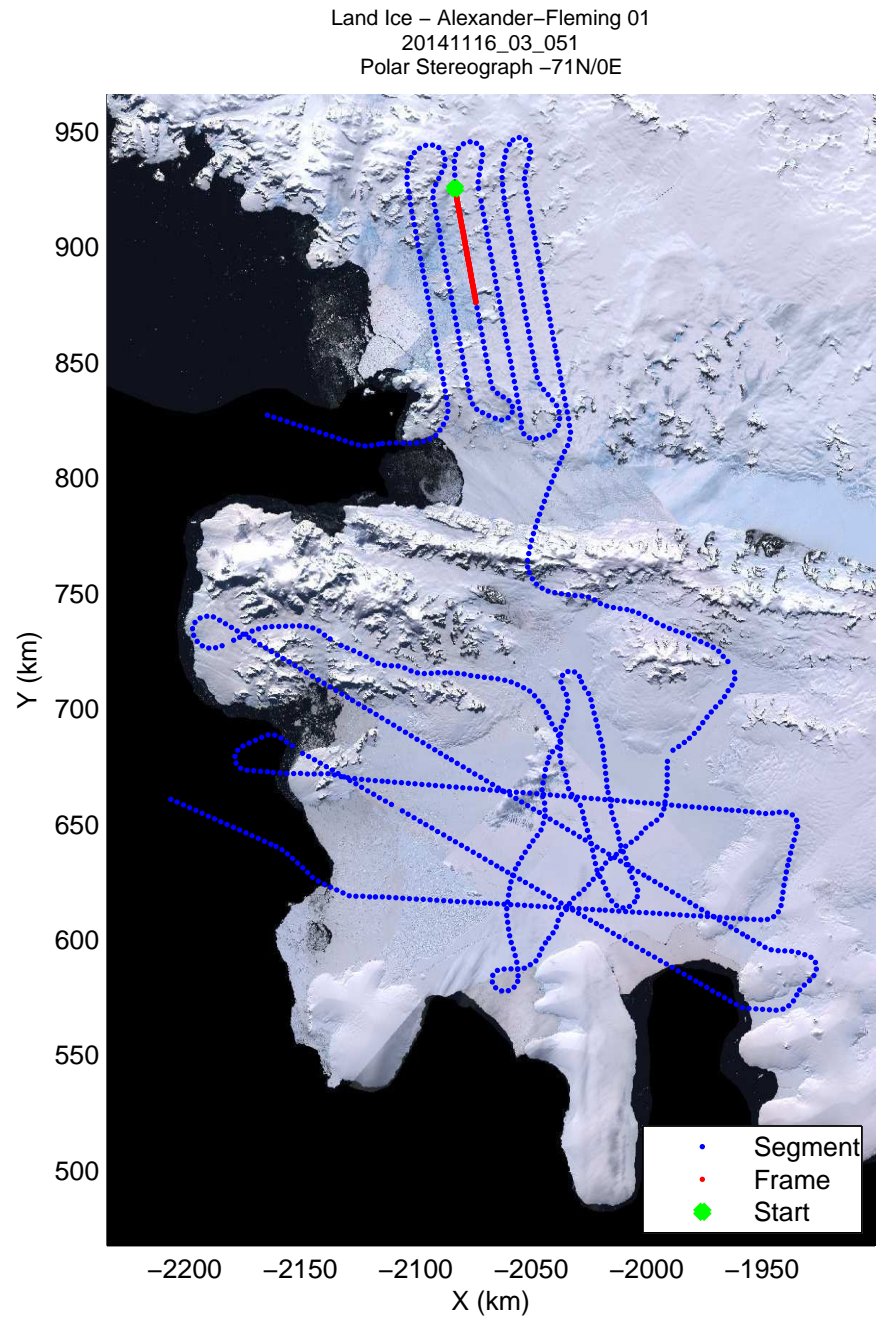 Land Ice – Alexander–Fleming 01
20141116_03_051
Polar Stereograph –71N/0E
950
900
850
800
750
700
650
600
550
500
Y (km)
Segment
Frame
Start
–2200 –2150 –2100 –2050 –2000 –1950
X (km)